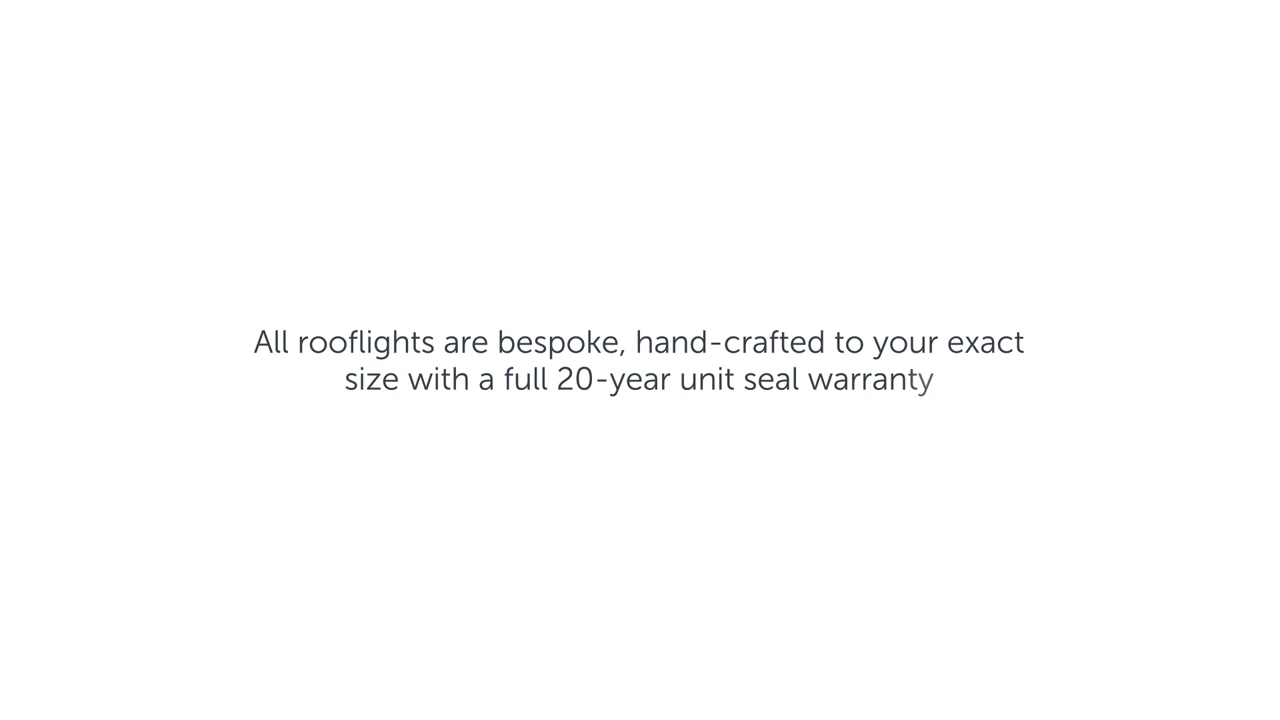 All rooflights are bespoke, hand-crafted to your exact
size with a full 20-year unit seal warranty